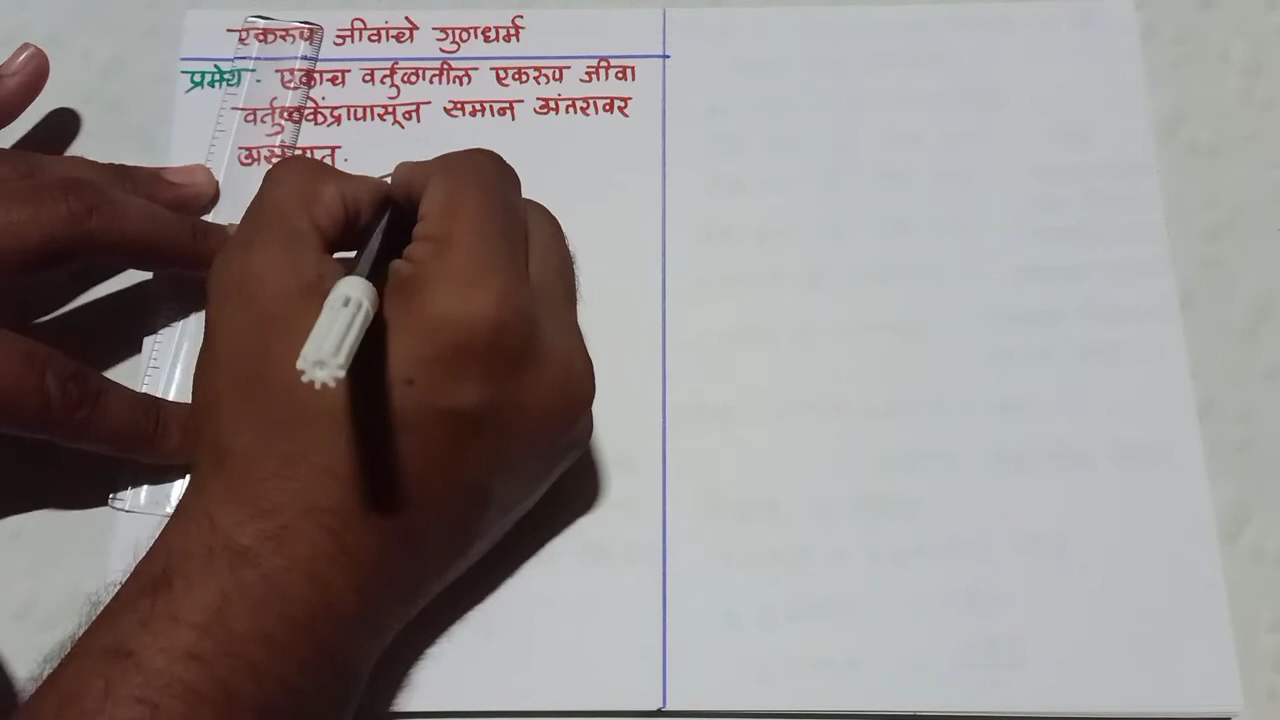 एकरुप जीवांचे गुणधर्म
प्रमेय - एकाच वर्तुळातील एकरुप जीवा
वर्तुळकेंद्रापासून समान अंतरावर
असतात.